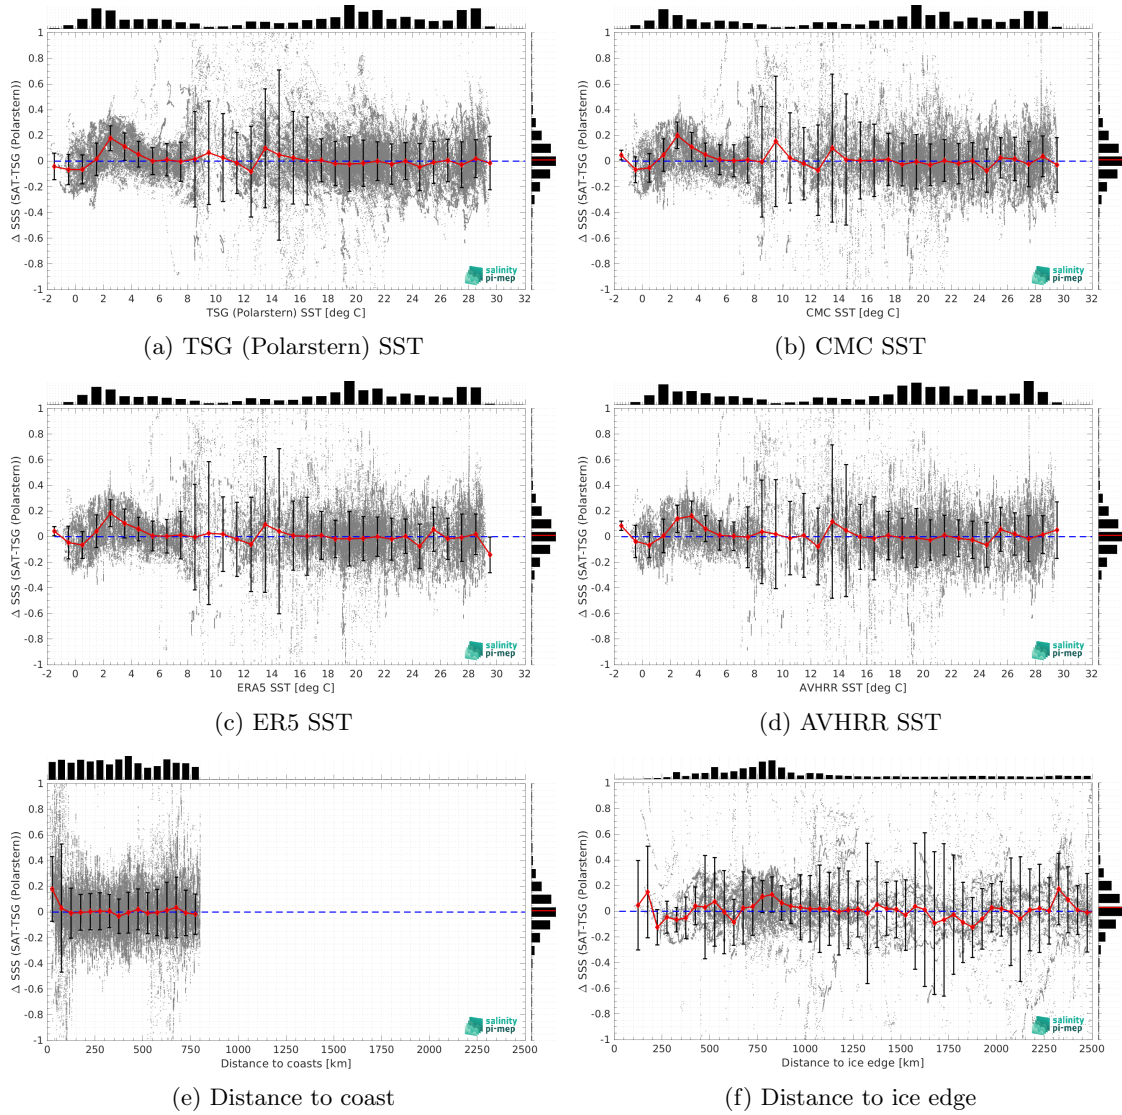 1
0.8
0.6
0.4
0.2
0
-0.2
-0.4
-0.6
-0.8
-1
Δ SSS (SAT-TSG (Polarstern))
-2 0 2 4 6 8 10 12 14 16 18 20 22 24 26 28 30 32
TSG (Polarstern) SST [deg C]
salinity
pi-mep
(a) TSG (Polarstern) SST
1
0.8
0.6
0.4
0.2
0
-0.2
-0.4
-0.6
-0.8
-1
Δ SSS (SAT-TSG (Polarstern))
-2 0 2 4 6 8 10 12 14 16 18 20 22 24 26 28 30 32
CMC SST [deg C]
salinity
pi-mep
(b) CMC SST
1
0.8
0.6
0.4
0.2
0
-0.2
-0.4
-0.6
-0.8
-1
Δ SSS (SAT-TSG (Polarstern))
-2 0 2 4 6 8 10 12 14 16 18 20 22 24 26 28 30 32
ERA5 SST [deg C]
salinity
pi-mep
(c) ER5 SST
1
0.8
0.6
0.4
0.2
0
-0.2
-0.4
-0.6
-0.8
-1
Δ SSS (SAT-TSG (Polarstern))
-2 0 2 4 6 8 10 12 14 16 18 20 22 24 26 28 30 32
AVHRR SST [deg C]
salinity
pi-mep
(d) AVHRR SST
1
0.8
0.6
0.4
0.2
0
-0.2
-0.4
-0.6
-0.8
-1
Δ SSS (SAT-TSG (Polarstern))
0 250 500 750 1000 1250 1500 1750 2000 2250 2500
Distance to coasts [km]
salinity
pi-mep
(e) Distance to coast
1
0.8
0.6
0.4
0.2
0
-0.2
-0.4
-0.6
-0.8
-1
Δ SSS (SAT-TSG (Polarstern))
0 250 500 750 1000 1250 1500 1750 2000 2250 2500
Distance to ice edge [km]
salinity
pi-mep
(f) Distance to ice edge